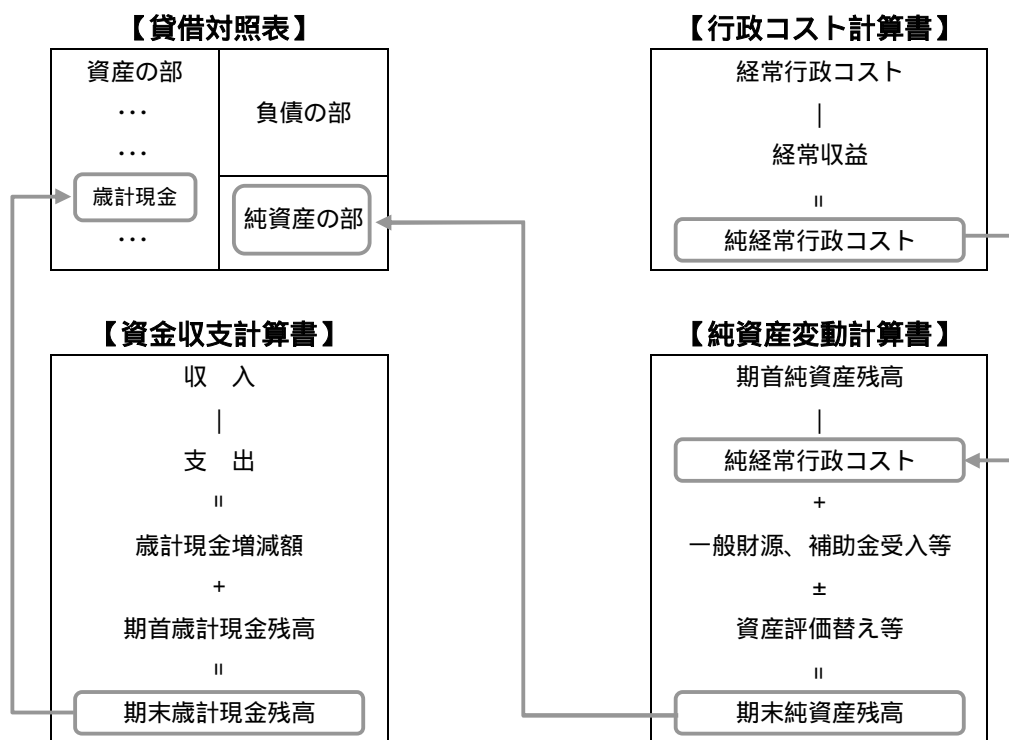 【貸借対照表】
資産の部
…
…
歳計現金
…
負債の部
純資産の部
【行政コスト計算書】
経常行政コスト
|
経常収益
=
純経常行政コスト
【資金収支計算書】
収 入
|
支 出
=
歳計現金増減額
+
期首歳計現金残高
=
期末歳計現金残高
【純資産変動計算書】
期首純資産残高
|
純経常行政コスト
+
一般財源、補助金受入等
±
資産評価替え等
=
期末純資産残高